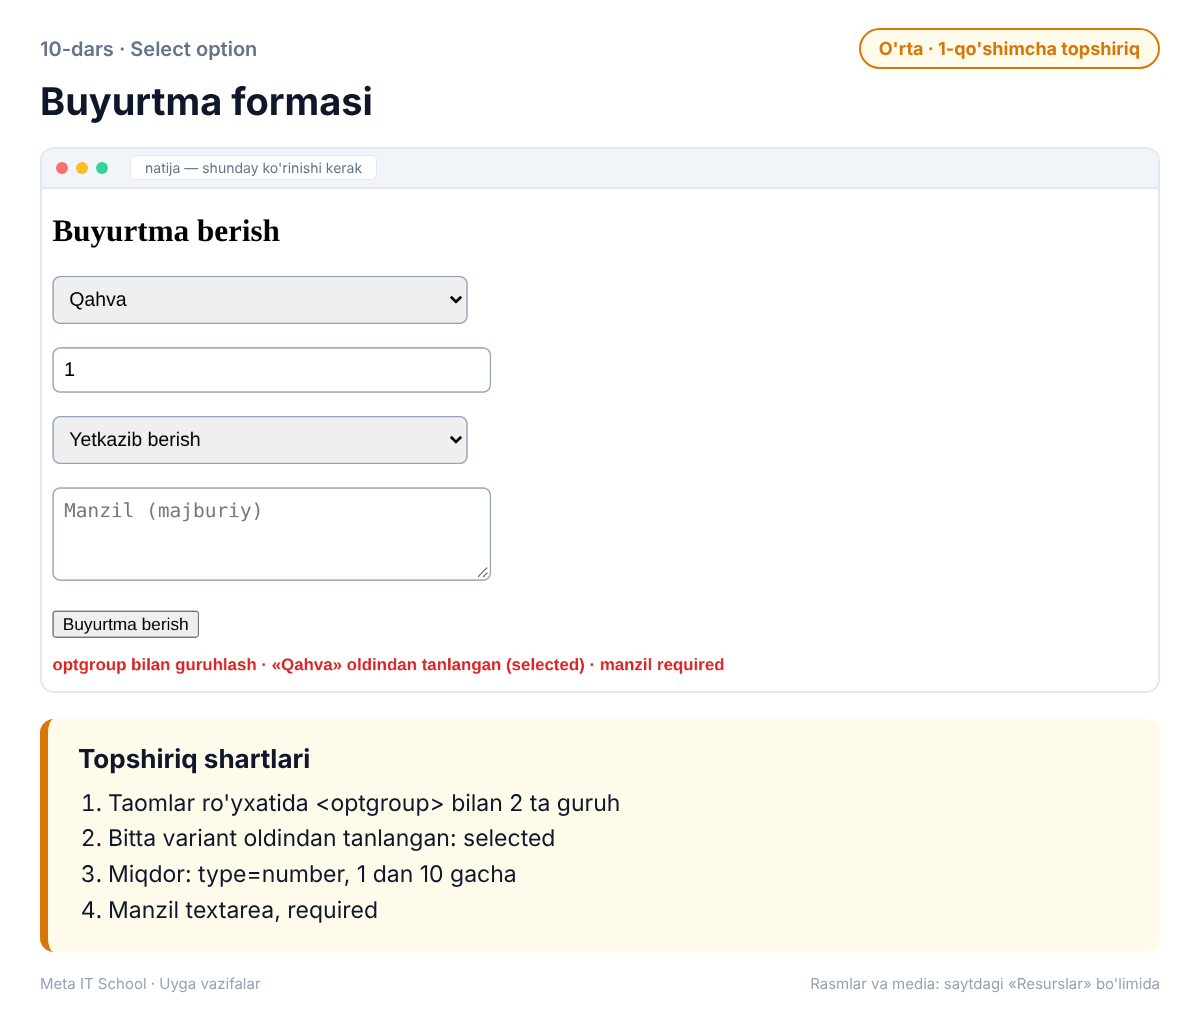 10-dars · Select option
O'rta · 1-qo'shimcha topshiriq
Buyurtma formasi
natija — shunday ko'rinishi kerak
Buyurtma berish
Qahva
1
Yetkazib berish
Manzil (majburiy)
Buyurtma berish
optgroup bilan guruhlash · «Qahva» oldindan tanlangan (selected) · manzil required
Topshiriq shartlari
1. Taomlar ro'yxatida <optgroup> bilan 2 ta guruh
2. Bitta variant oldindan tanlangan: selected
3. Miqdor: type=number, 1 dan 10 gacha
4. Manzil textarea, required
Meta IT School · Uyga vazifalar
Rasmlar va media: saytdagi «Resurslar» bo'limida